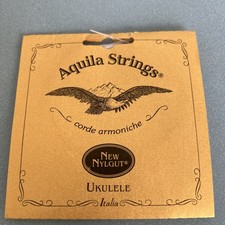 Aquila Strings®
corde armoniche
NEW
NYLGUT®
UKULELE
Italia